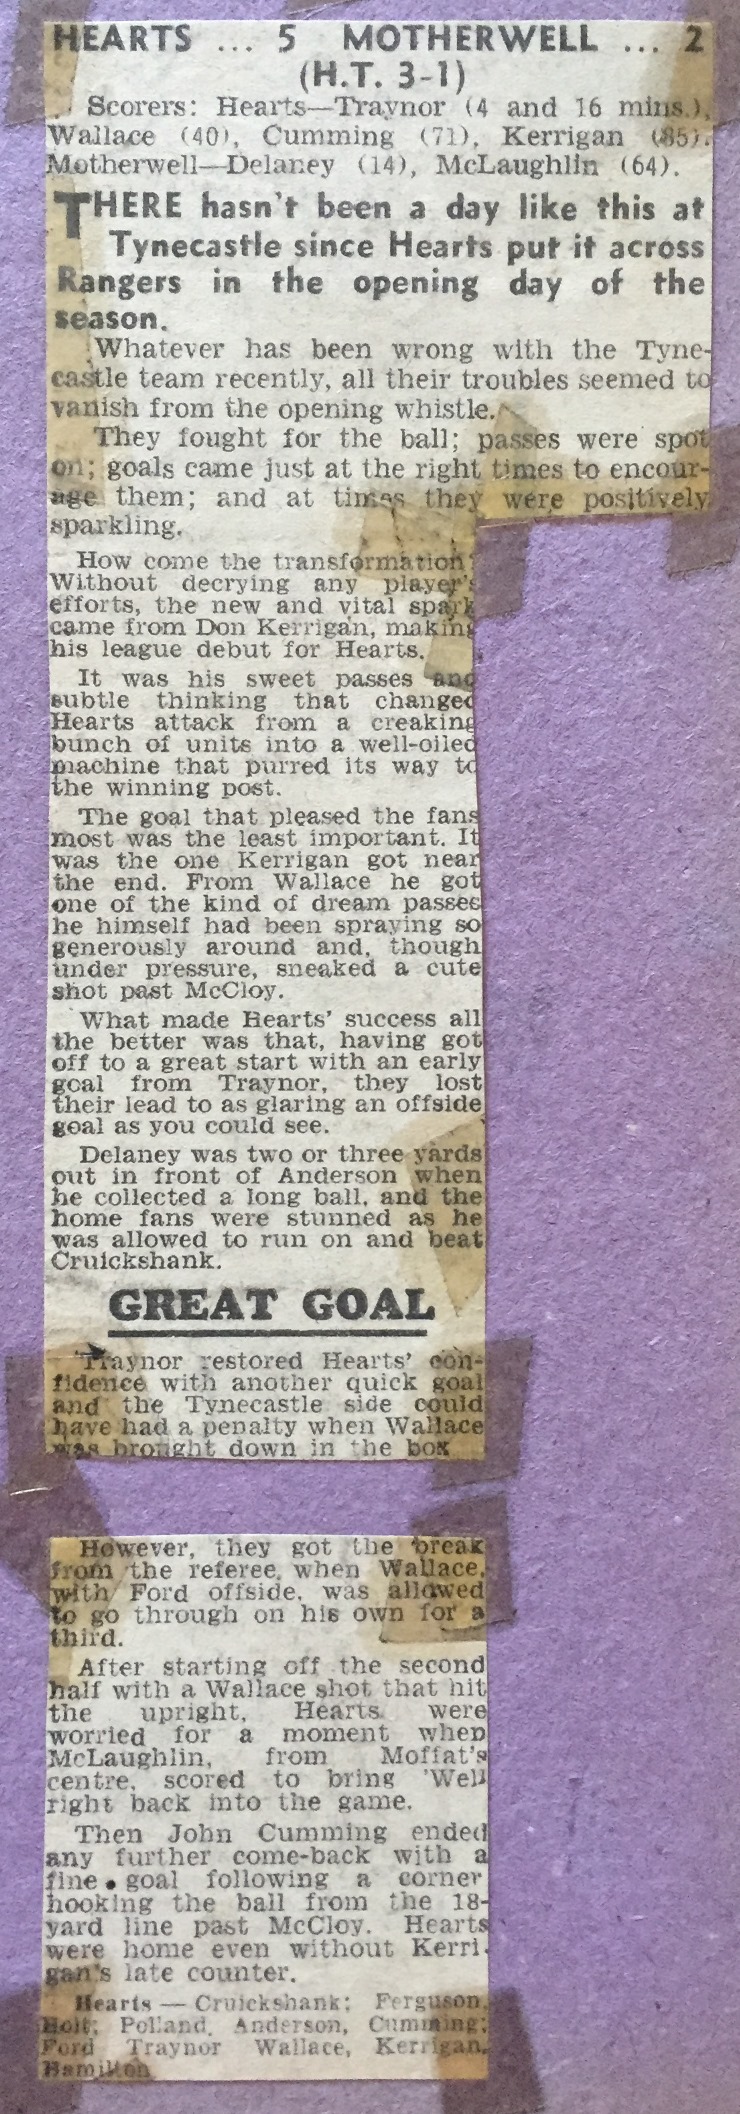 HEARTS ... 5 MOTHERWELL ... 2
(H.T. 3-1)
Scorers: Hearts—Traynor (4 and 16 mins.),
Wallace (40), Cumming (71), Kerrigan (85).
Motherwell—Delaney (14), McLaughlin (64).
THERE hasn't been a day like this at
Tynecastle since Hearts put it across
Rangers in the opening day of the
season.
Whatever has been wrong with the Tyne-
castle team recently, all their troubles seemed to
vanish from the opening whistle.
They fought for the ball; passes were spot
on; goals came just at the right times to encour-
age them; and at times they were positively
sparkling.
How come the transformation?
Without decrying any player's
efforts, the new and vital spark
came from Don Kerrigan, making
his league debut for Hearts.
It was his sweet passes and
subtle thinking that changed
Hearts attack from a creaking
bunch of units into a well-oiled
machine that purred its way to
the winning post.
The goal that pleased the fans
most was the least important. It
was the one Kerrigan got near
the end. From Wallace he got
one of the kind of dream passes
he himself had been spraying so
generously around and, though
under pressure, sneaked a cute
shot past McCloy.
What made Hearts' success all
the better was that, having got
off to a great start with an early
goal from Traynor, they lost
their lead to as glaring an offside
goal as you could see.
Delaney was two or three yards
out in front of Anderson when
he collected a long ball, and the
home fans were stunned as he
was allowed to run on and beat
Cruickshank.
GREAT GOAL
Traynor restored Hearts' con-
fidence with another quick goal
and the Tynecastle side could
have had a penalty when Wallace
was brought down in the box
However, they got the break
from the referee, when Wallace,
with Ford offside, was allowed
to go through on his own for a
third.
After starting off the second
half with a Wallace shot that hit
the upright, Hearts were
worried for a moment when
McLaughlin, from Moffat's
centre, scored to bring 'Well
right back into the game.
Then John Cumming ended
any further come-back with a
fine goal following a corner
hooking the ball from the 18-
yard line past McCloy. Hearts
were home even without Kerri-
gan's late counter.
Hearts — Cruickshank; Ferguson,
Holt; Polland, Anderson, Cumming;
Ford Traynor Wallace, Kerrigan,
Hamilton